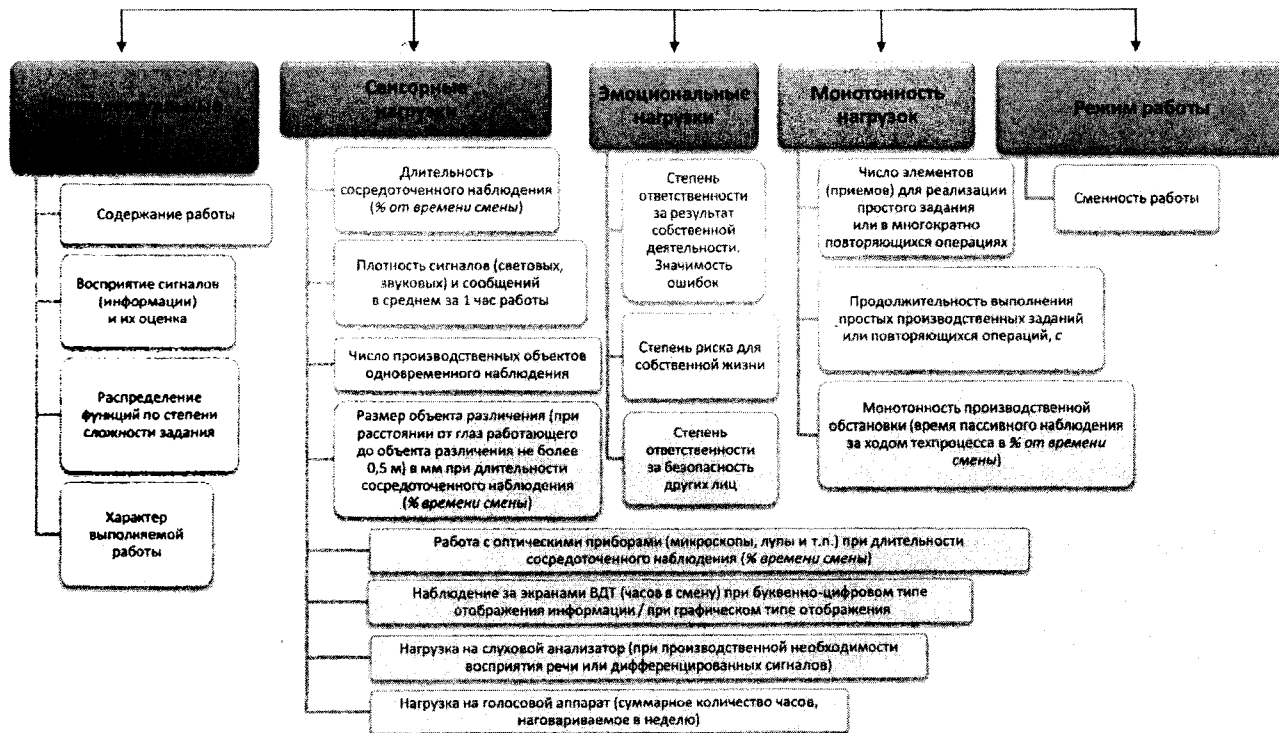 Содержание работы
Восприятие сигналов
(информации)
и их оценка
Распределение
функций по степени
сложности задания
Характер
выполняемой
работы
Сенсорные
нагрузки
Длительность
сосредоточенного наблюдения
(% от времени смены)
Плотность сигналов (световых,
звуковых) и сообщений
в среднем за 1 час работы
Число производственных объектов
одновременного наблюдения
Размер объекта различения (при
расстоянии от глаз работающего
до объекта различения не более
0,5 м) в мм при длительности
сосредоточенного наблюдения
(% времени смены)
Работа с оптическими приборами (микроскопы, лупы и т.п.) при длительности
сосредоточенного наблюдения (% времени смены)
Наблюдение за экранами ВДТ (часов в смену) при буквенно-цифровом типе
отображения информации / при графическом типе отображения
Нагрузка на слуховой анализатор (при производственной необходимости
восприятия речи или дифференцированных сигналов)
Нагрузка на голосовой аппарат (суммарное количество часов,
наговариваемое в неделю)
Эмоциональные
нагрузки
Степень
ответственности
за результат
собственной
деятельности.
Значимость
ошибок
Степень риска для
собственной жизни
Степень
ответственности
за безопасность
других лиц
Монотонность
нагрузок
Число элементов
(приемов) для реализации
простого задания
или в многократно
повторяющихся операциях
Продолжительность выполнения
простых производственных заданий
или повторяющихся операций, с
Монотонность производственной
обстановки (время пассивного наблюдения
за ходом техпроцесса в % от времени
смены)
Режим работы
Сменность работы